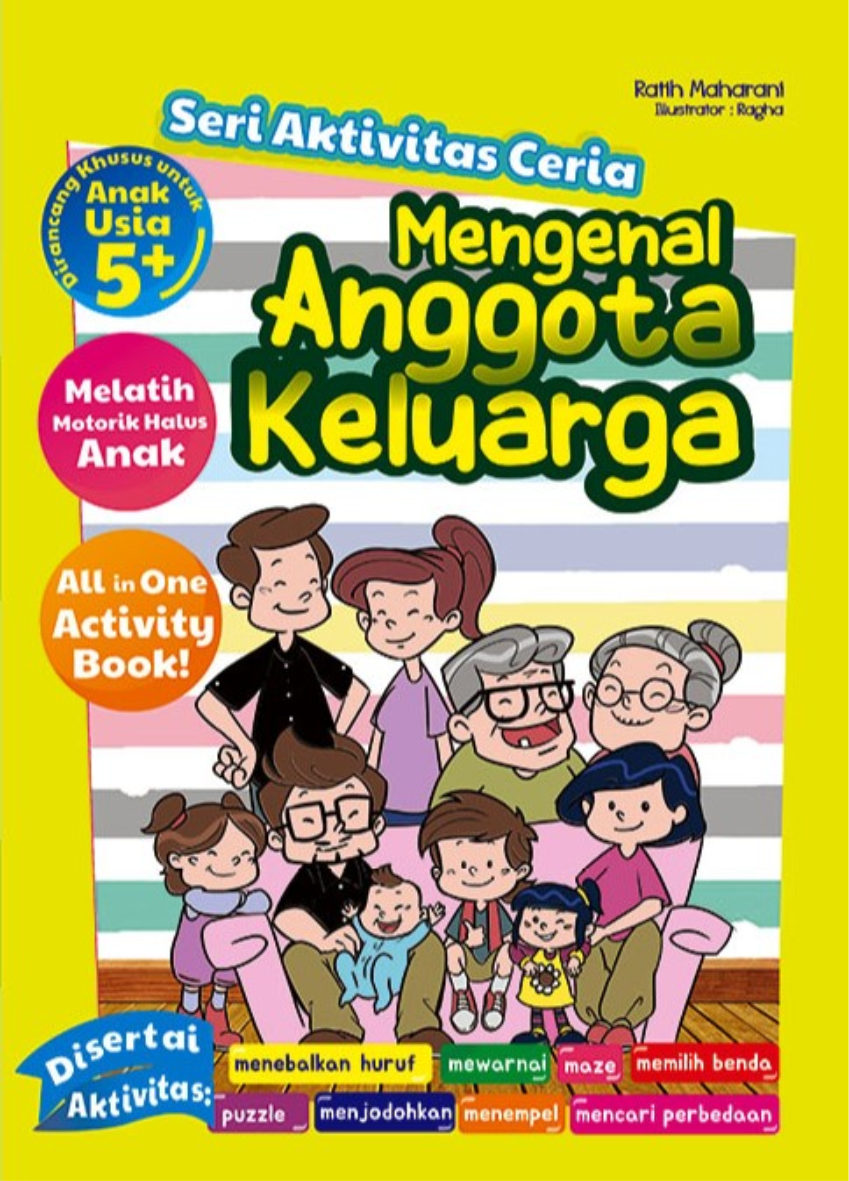 Ratih Maharani
Illustrator : Ragha
Seri Aktivitas Ceria
Mengenal
Anggota
Keluarga
Dirancang Khusus untuk
Anak
Usia
5+
Melatih
Motorik Halus
Anak
All in One
Activity
Book!
Disertai
Aktivitas:
menebalkan huruf
mewarnai
maze
memilih benda
puzzle
menjodohkan
menempel
mencari perbedaan